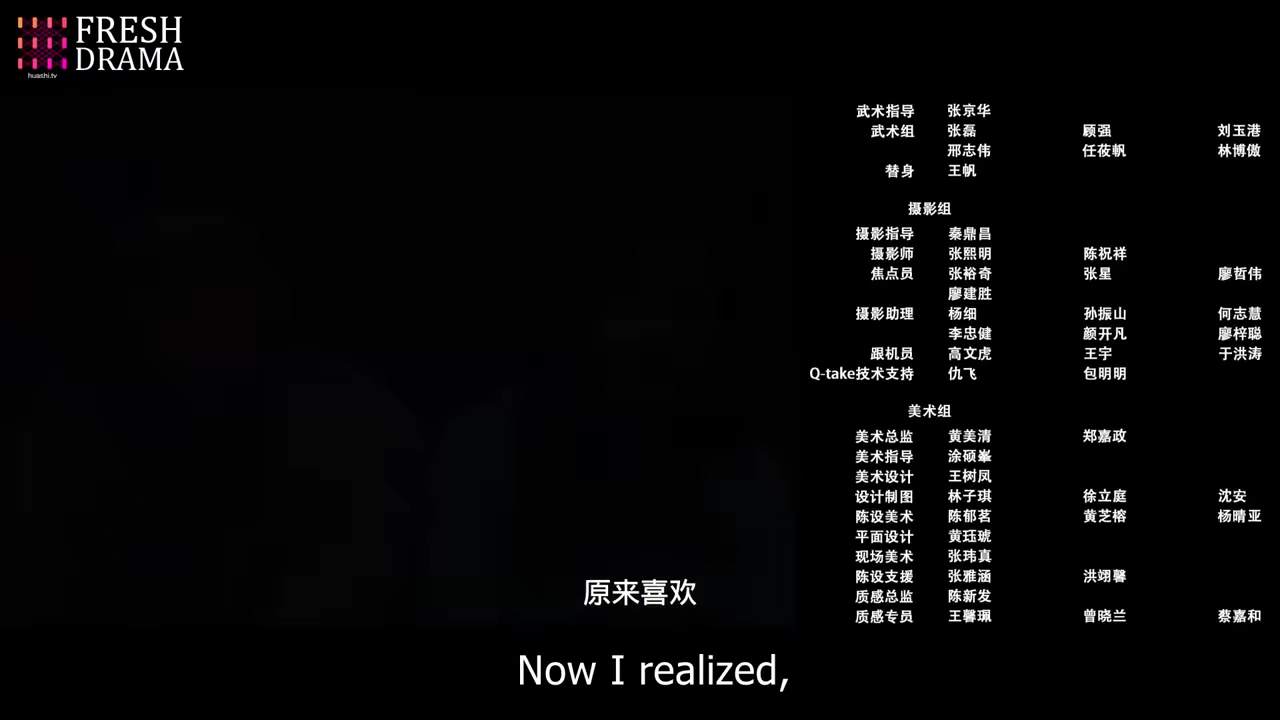 FRESH
DRAMA
huashi.tv
武术指导 张京华
武术组 张磊 顾强 刘玉港
邢志伟 任莜帆 林博傲
替身 王帆
摄影组
摄影指导 秦鼎昌
摄影师 张熙明 陈祝祥
焦点员 张裕奇 张星 廖哲伟
廖建胜
摄影助理 杨细 孙振山 何志慧
李忠健 颜开凡 廖梓聪
跟机员 高文虎 王宇 于洪涛
Q-take技术支持 仇飞 包明明
美术组
美术总监 黄美清 郑嘉政
美术指导 涂硕峯
美术设计 王树凤
设计制图 林子琪 徐立庭 沈安
陈设美术 陈郁茗 黄芝榕 杨晴亚
平面设计 黄珏琥
现场美术 张玮真
陈设支援 张雅涵 洪翊馨
质感总监 陈新发
质感专员 王馨珮 曾晓兰 蔡嘉和
原来喜欢
Now I realized,